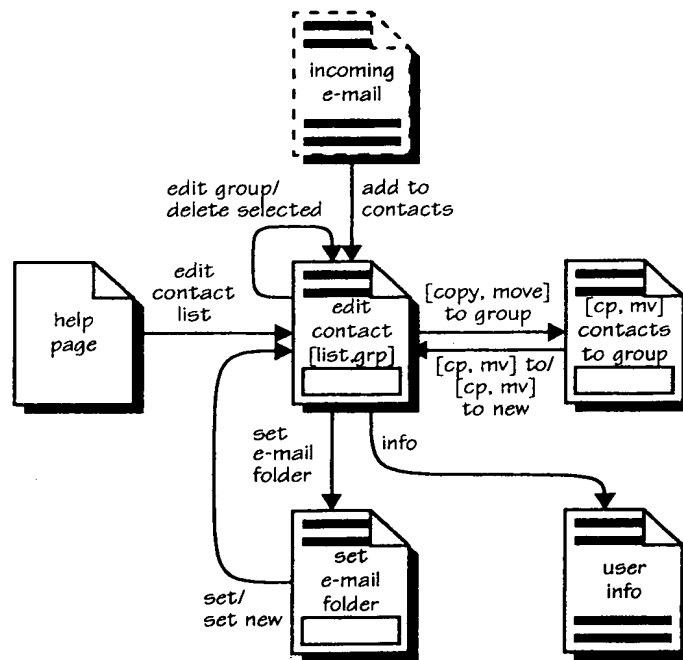 incoming
e-mail
edit group/
delete selected
add to
contacts
edit
contact
list
help
page
edit
contact
[list,grp]
[copy, move]
to group
[cp, mv]
contacts
to group
[cp, mv] to/
[cp, mv]
to new
set
e-mail
folder
info
set
e-mail
folder
set/
set new
user
info